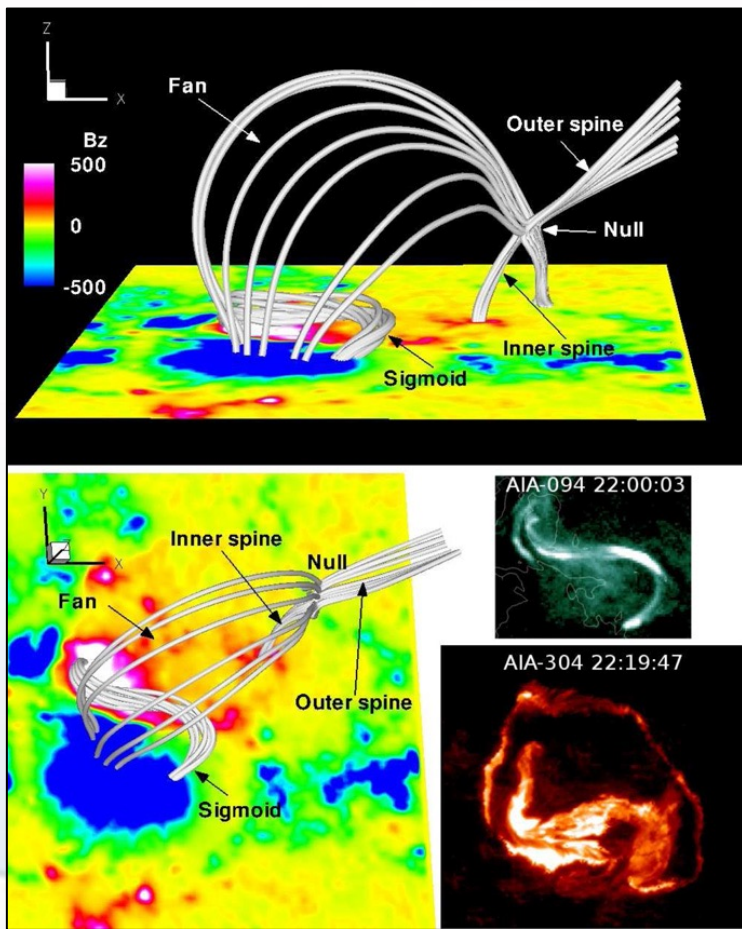 Z
X
Fan
Outer spine
Bz
500
0
-500
Null
Inner spine
Sigmoid
Y
X
Inner spine
Null
Fan
Outer spine
Sigmoid
AIA-094 22:00:03
AIA-304 22:19:47